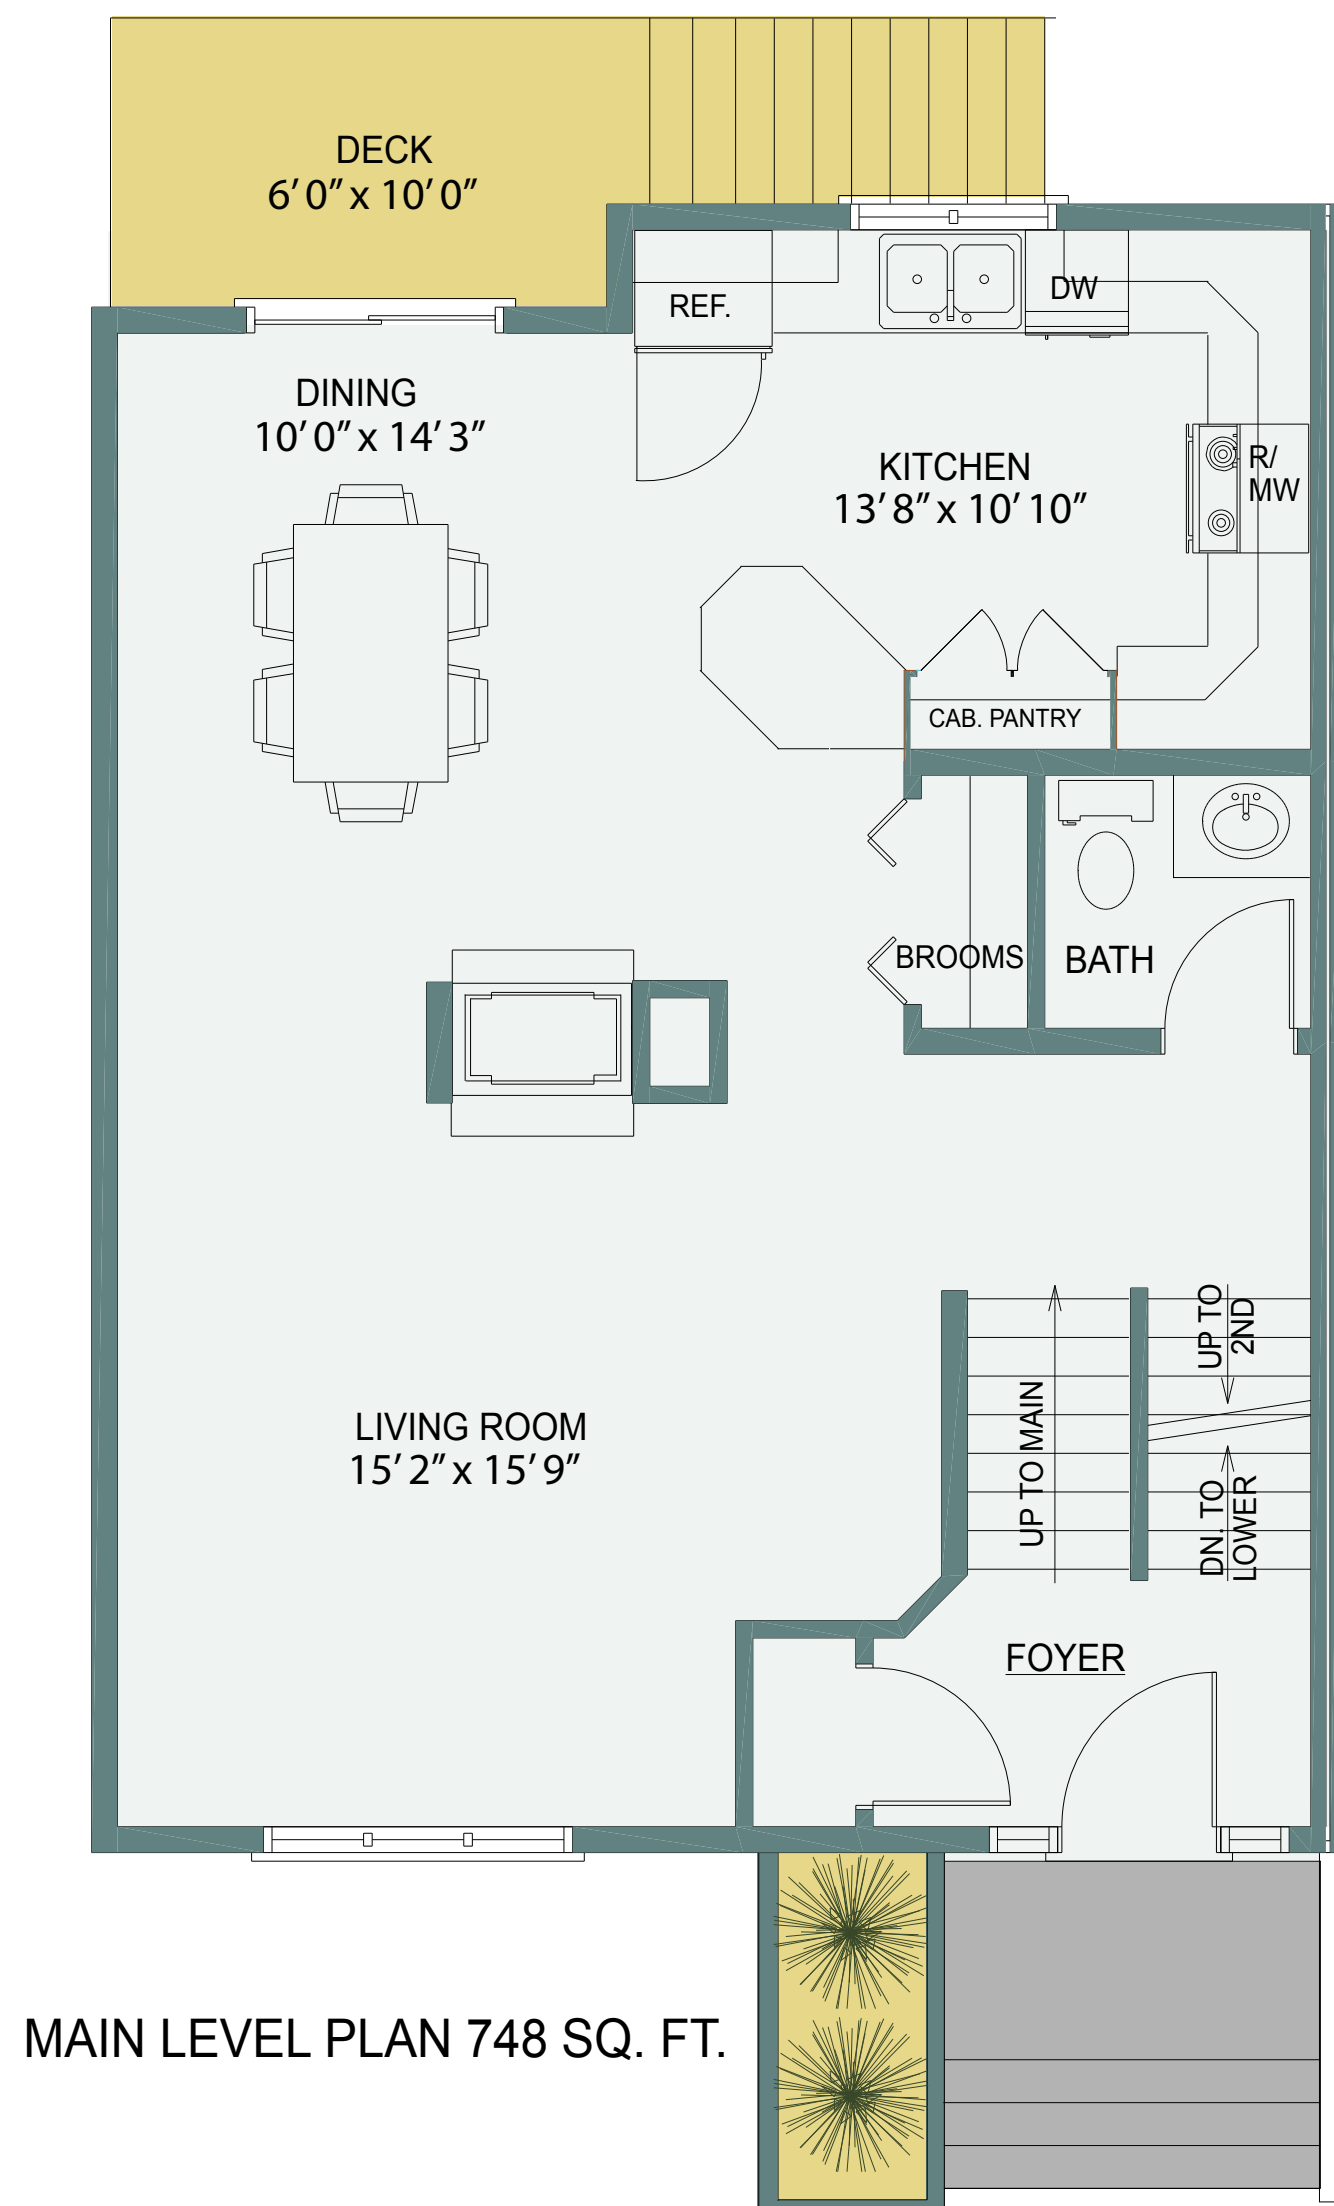 DECK
6'0" x 10'0"
REF.
DW
DINING
10'0" x 14'3"
KITCHEN
13'8" x 10'10"
R/
MW
CAB. PANTRY
BROOMS
BATH
UP TO
2ND
UP TO MAIN
LIVING ROOM
15'2" x 15'9"
DN. TO
LOWER
FOYER
MAIN LEVEL PLAN 748 SQ. FT.